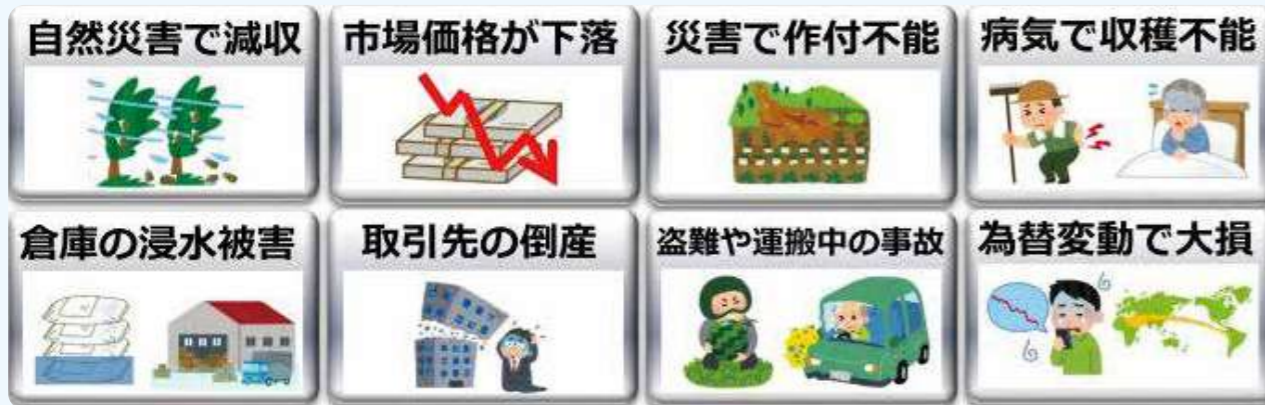 自然災害で減収
市場価格が下落
災害で作付不能
病気で収穫不能
倉庫の浸水被害
取引先の倒産
盗難や運搬中の事故
為替変動で大損